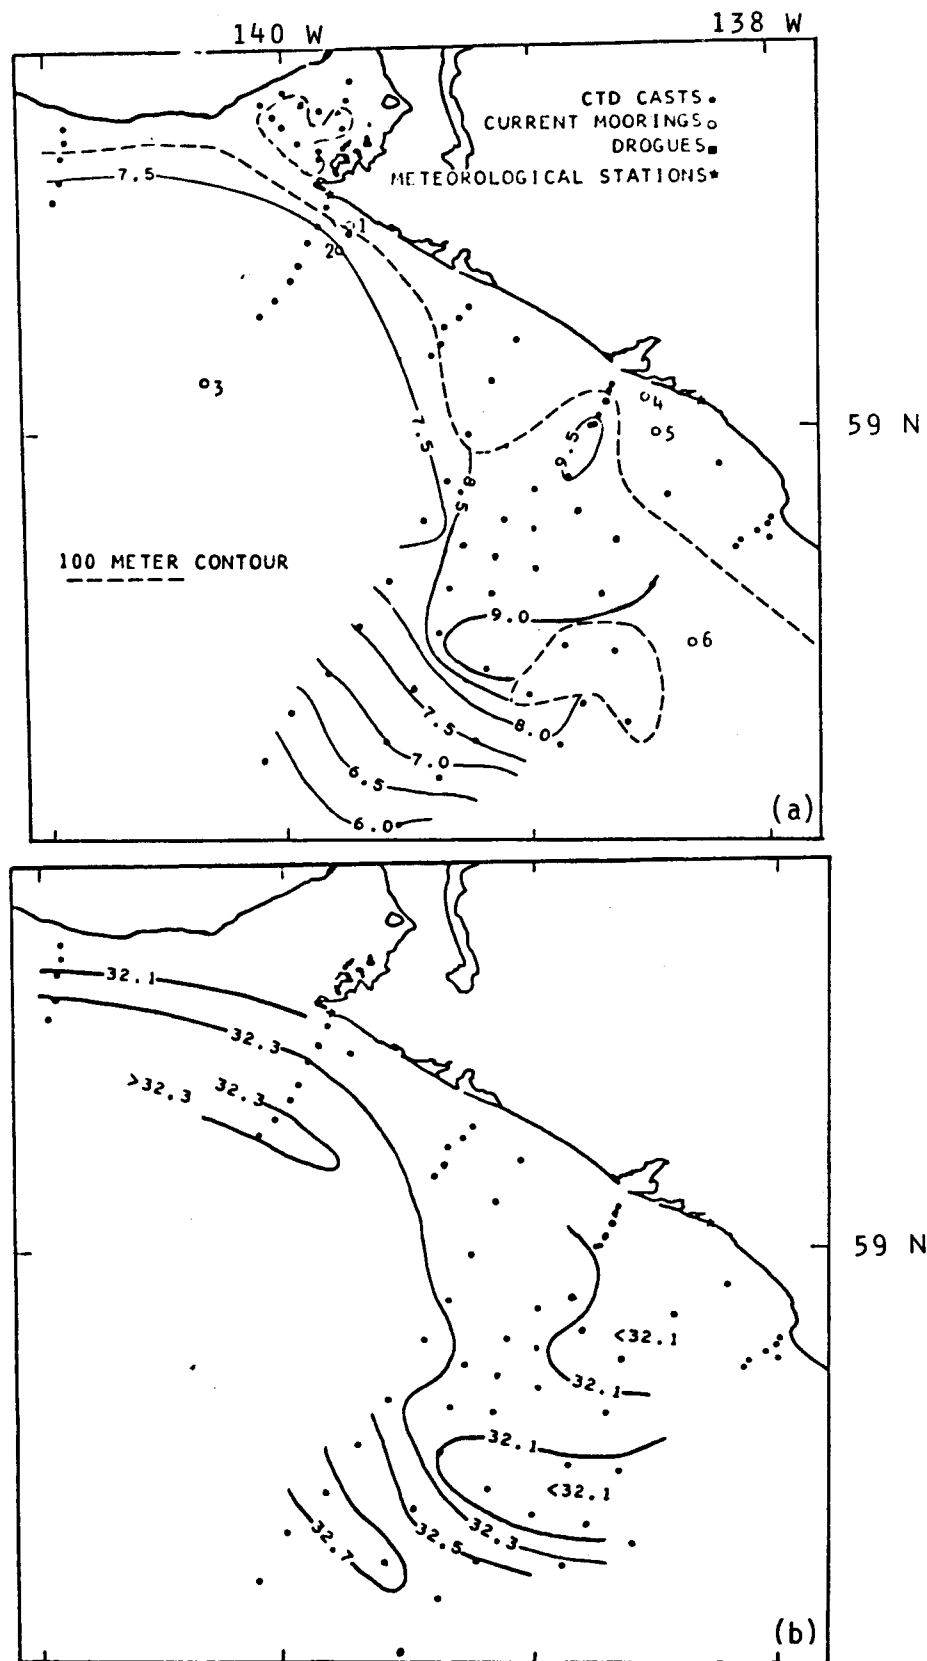 140 W
138 W
CTD CASTS
CURRENT MOORINGS
DROGUES
METEOROLOGICAL STATIONS
7.5
1
2
3
7.5
4
5
59 N
9.5
8.5
100 METER CONTOUR
9.0
6
7.5
8.0
7.0
6.5
6.0
(a)
32.1
32.3
>32.3
32.3
59 N
<32.1
32.1
32.1
<32.1
32.3
32.5
32.7
(b)